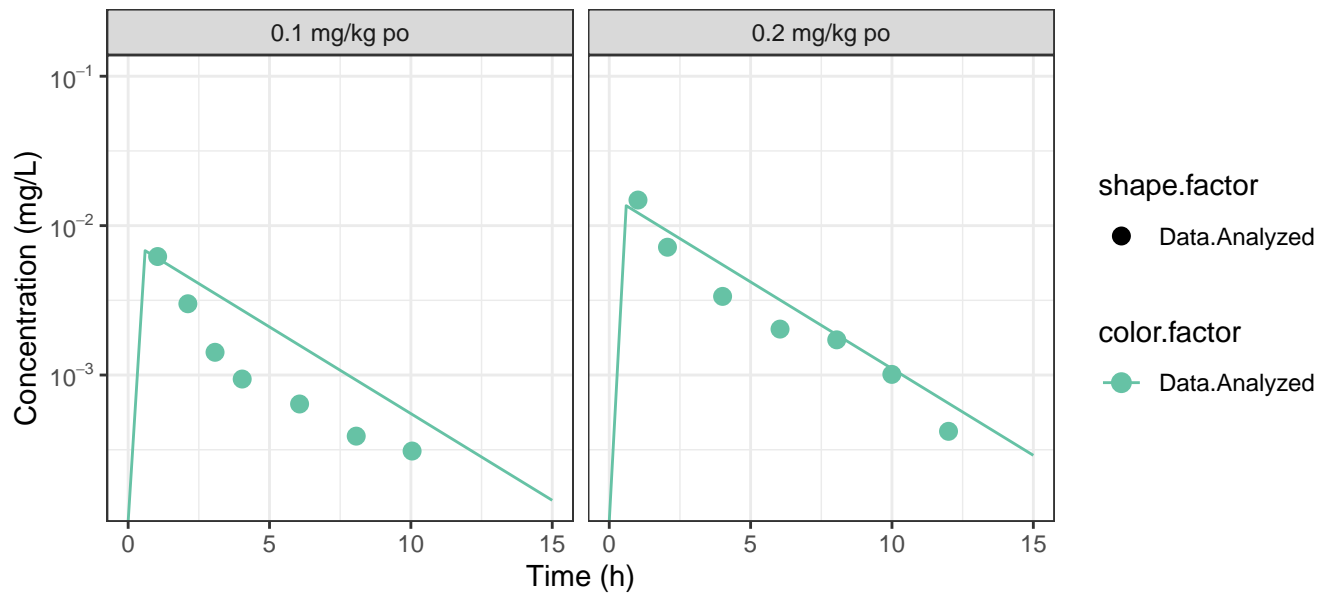 0.1 mg/kg po
0.2 mg/kg po
10⁻¹
10⁻²
10⁻³
Concentration (mg/L)
0 5 10 15
0 5 10 15
Time (h)
shape.factor
Data.Analyzed
color.factor
Data.Analyzed